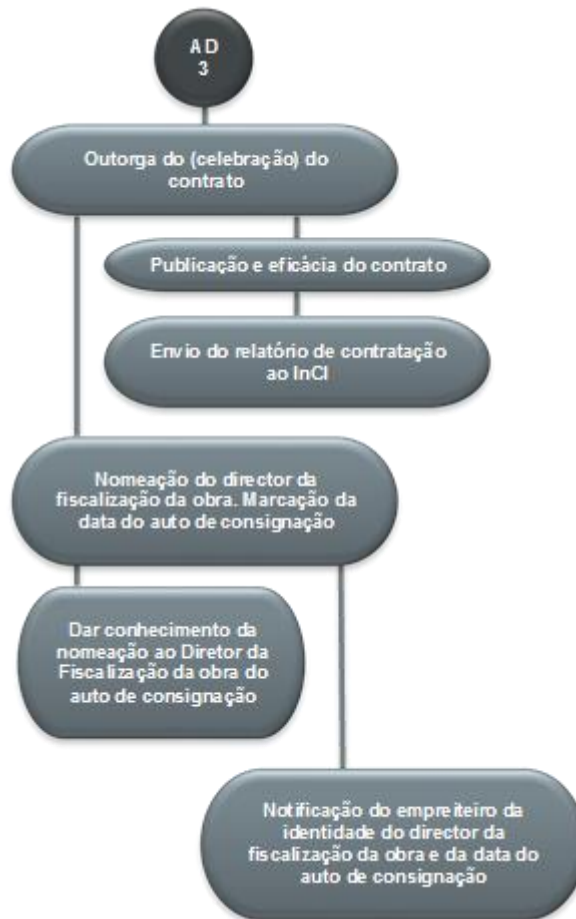 AD
3
Outorga do (celebração) do
contrato
Publicação e eficácia do contrato
Envio do relatório de contratação
ao InCI
Nomeação do director da
fiscalização da obra. Marcação da
data do auto de consignação
Dar conhecimento da
nomeação ao Diretor da
Fiscalização da obra do
auto de consignação
Notificação do empreiteiro da
identidade do director da
fiscalização da obra e da data do
auto de consignação